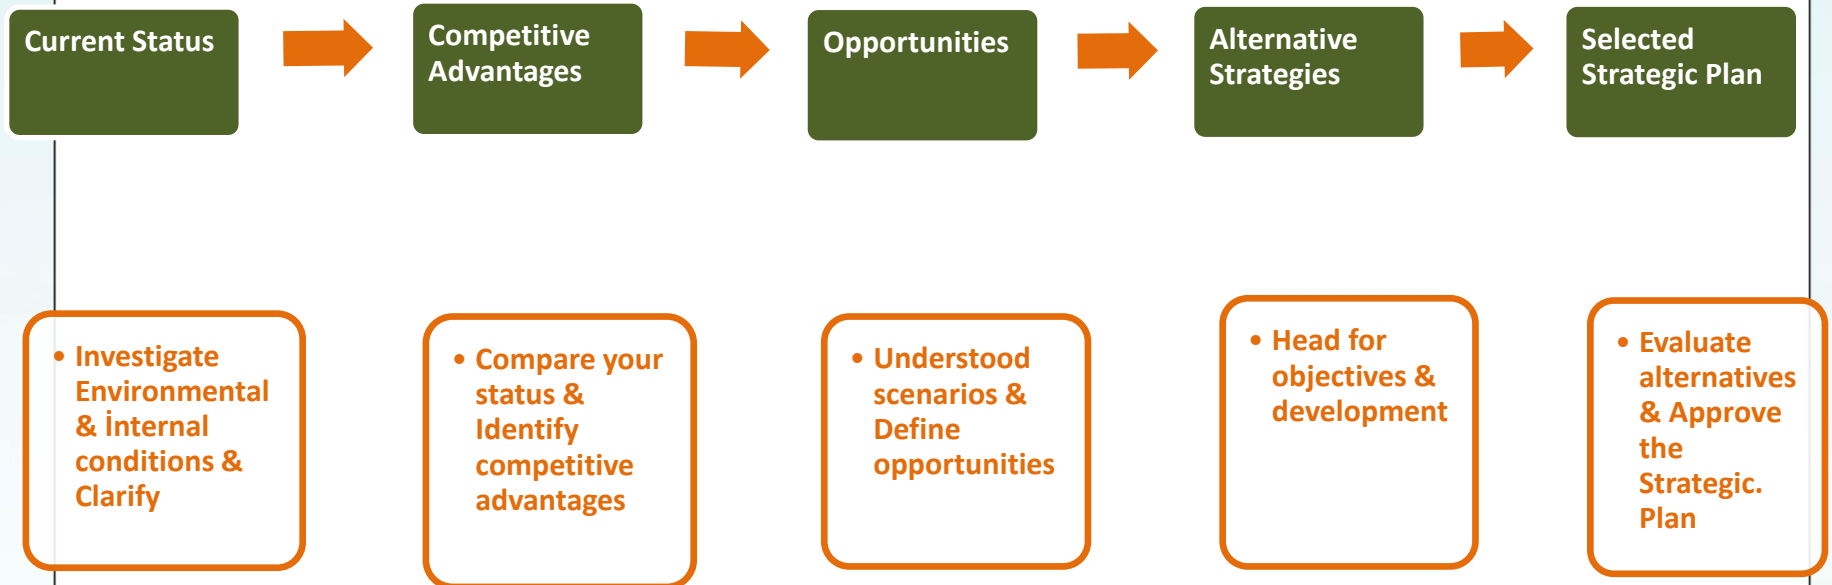 Current Status
Competitive
Advantages
Opportunities
Alternative
Strategies
Selected
Strategic Plan
• Investigate
Environmental
& İnternal
conditions &
Clarify
• Compare your
status &
Identify
competitive
advantages
• Understood
scenarios &
Define
opportunities
• Head for
objectives &
development
• Evaluate
alternatives
& Approve
the
Strategic.
Plan